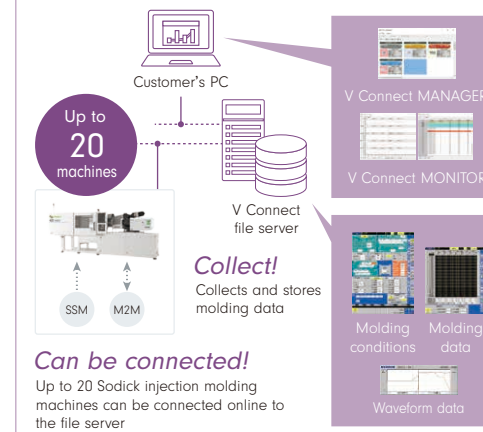 Customer's PC
Up to
20
machines
V Connect
file server
SSM
M2M
Collect!
Collects and stores
molding data
Can be connected!
Up to 20 Sodick injection molding
machines can be connected online to
the file server
V Connect MANAGER
V Connect MONITOR
Molding
conditions
Molding
data
Waveform data